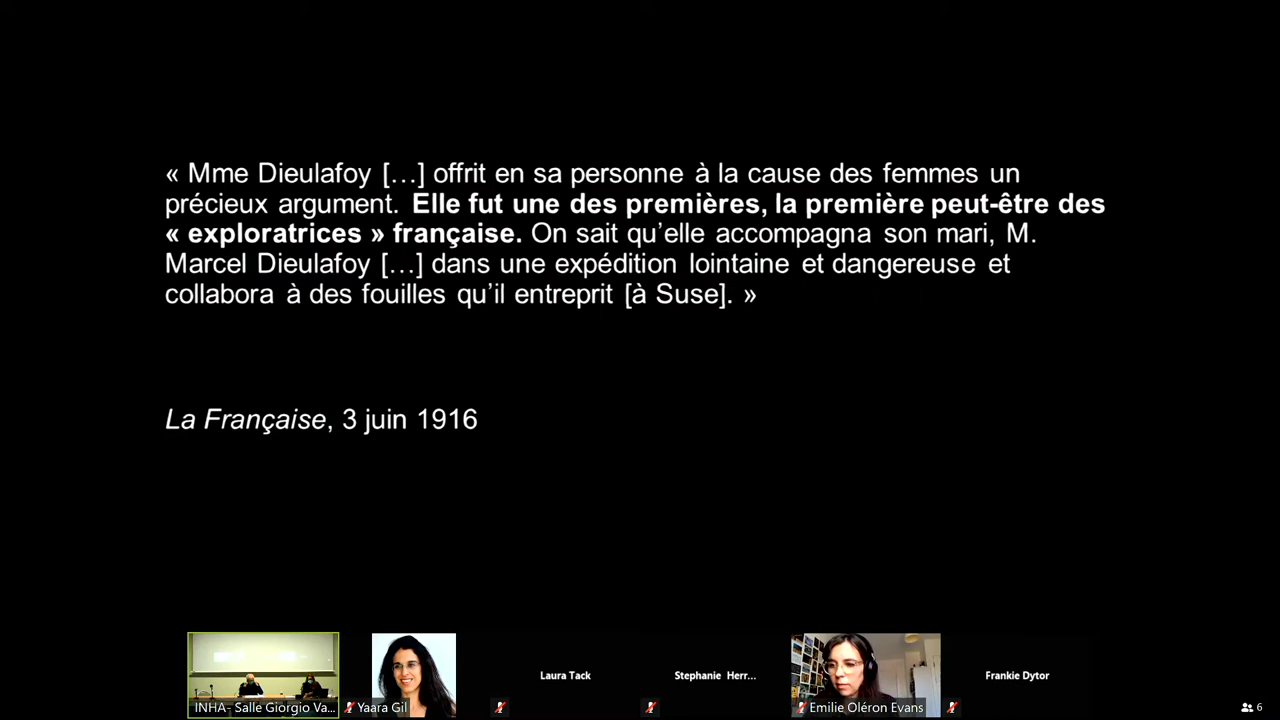 « Mme Dieulafoy […] offrit en sa personne à la cause des femmes un
précieux argument. Elle fut une des premières, la première peut-être des
« exploratrices » française. On sait qu’elle accompagna son mari, M.
Marcel Dieulafoy […] dans une expédition lointaine et dangereuse et
collabora à des fouilles qu’il entreprit [à Suse]. »
La Française, 3 juin 1916
Laura Tack
Stephanie Herr...
Frankie Dytor
INHA- Salle Giorgio Va...
Yaara Gil
Emilie Oléron Evans
6